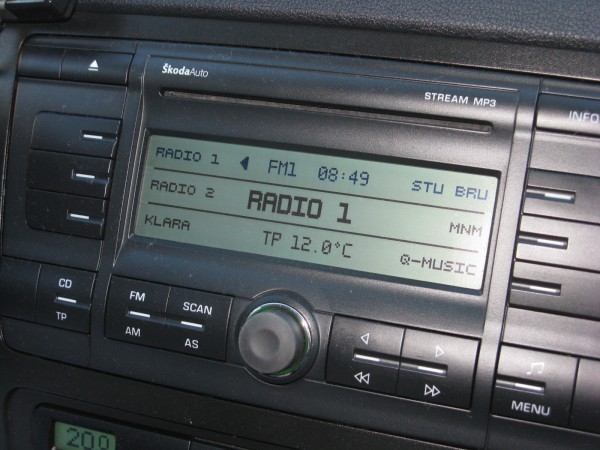 ŠkodaAuto
STREAM MP3
INFO
RADIO 1 FM1 08:49 STU BRU
RADIO 2 RADIO 1 MNM
KLARA TP 12.0°C Q-MUSIC
CD
TP
FM SCAN
AM AS
MENU
20.0